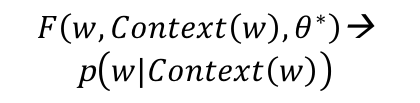 F(w, Context(w), θ*) →
p(w|Context(w))